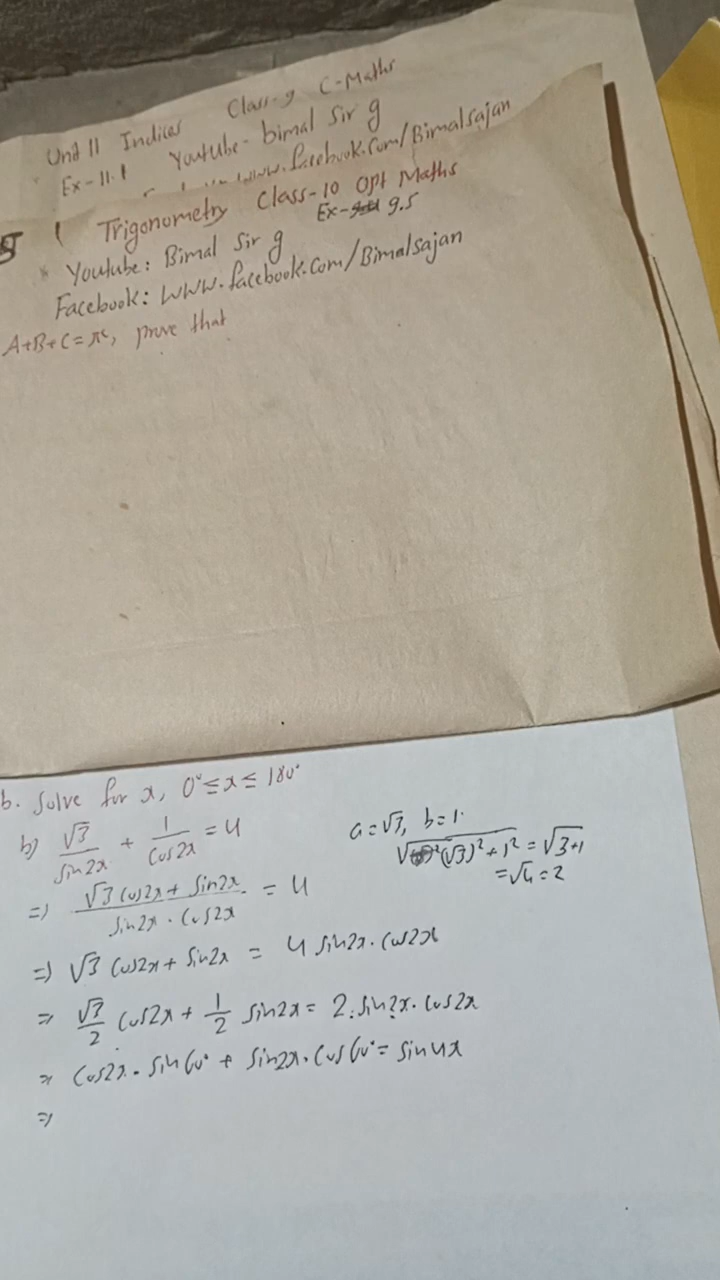 Unit 11 Indices Class-9 C-Maths
Ex-11.1 Youtube- bimal sir g
www.facebook.com/Bimalsajan
Trigonometry Class-10 Opt Maths
Ex- 9.5
* Youtube: Bimal Sir g
Facebook: WWW.facebook.com/Bimalsajan
A+B+C=πᶜ, prove that
6. Solve for x, 0°≤x≤ 180°
b) √3/sin2x + 1/cos2x = 4
a=√3, b=1
√(√3)²+1² = √3+1
=√4=2
=) √3 cos2x + sin2x / sin2x . cos2x = 4
=) √3 cos2x + sin2x = 4 sin2x. cos2x
=) √3/2 cos2x + 1/2 sin2x = 2. sin2x. cos2x
=) cos2x. sin60° + sin2x. cos60° = sin4x
=)